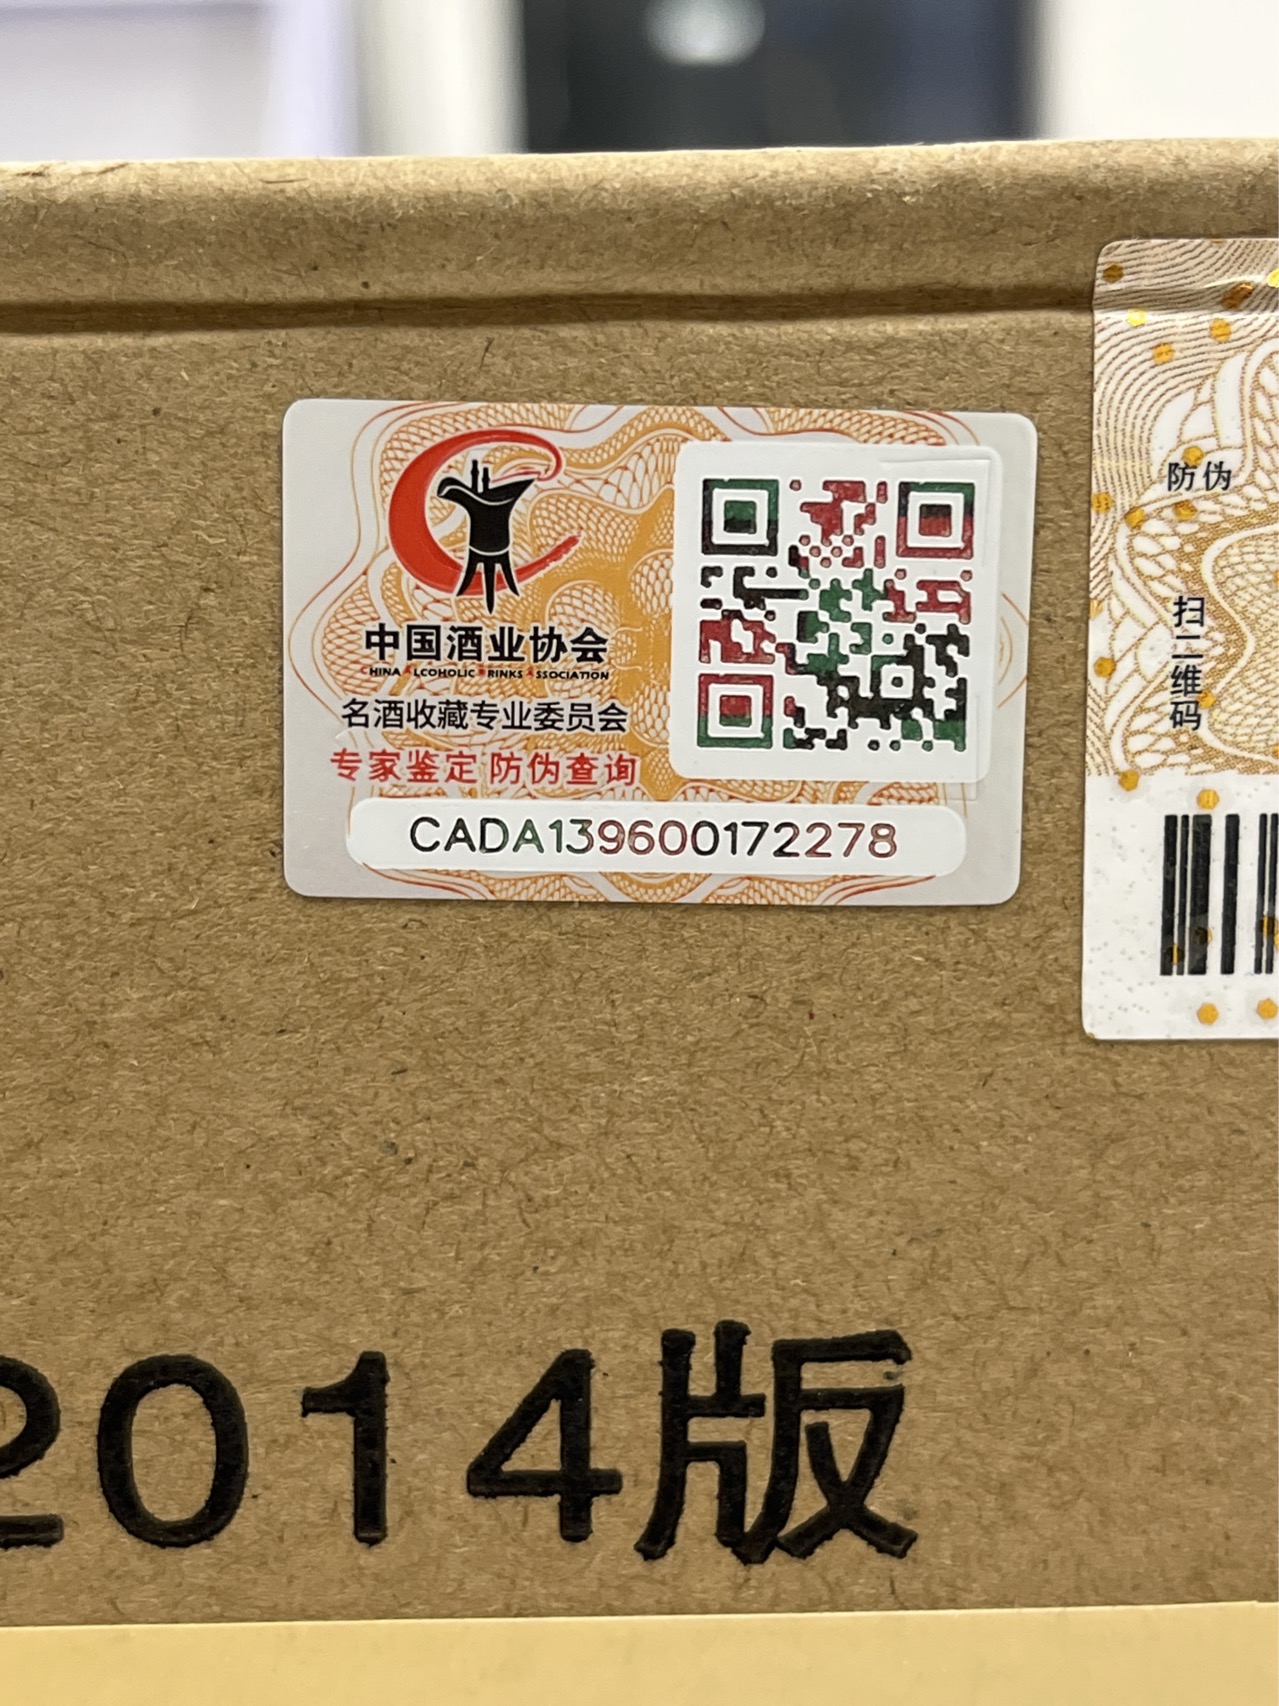 中国酒业协会
CHINA ALCOHOLIC DRINKS ASSOCIATION
名酒收藏专业委员会
专家鉴定 防伪查询
CADA139600172278
防伪
扫二维码
2014版